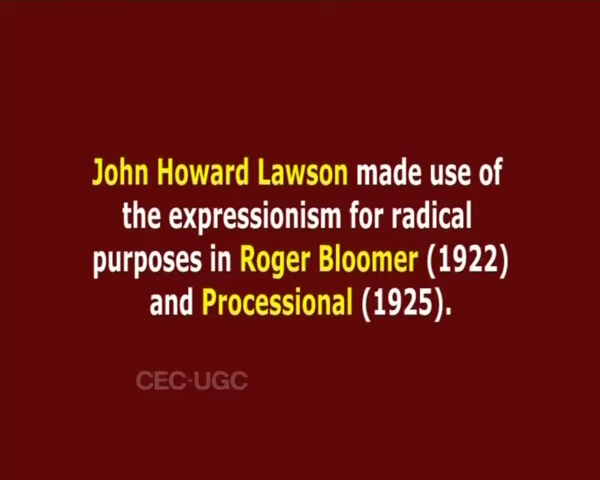 John Howard Lawson made use of
the expressionism for radical
purposes in Roger Bloomer (1922)
and Processional (1925).
CEC-UGC